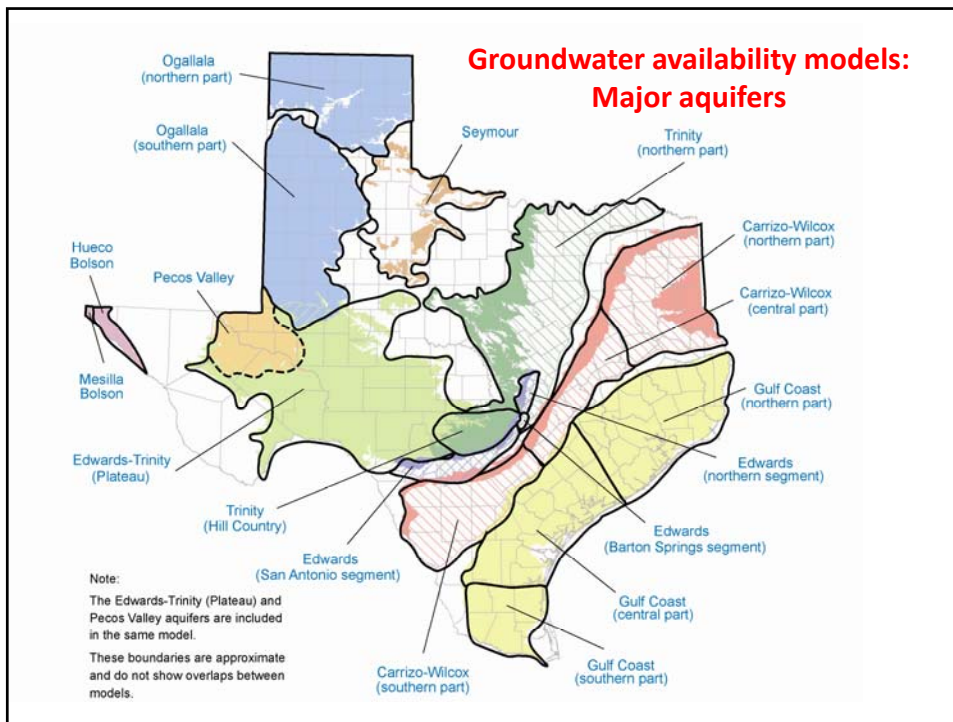 Groundwater availability models:
Major aquifers
Ogallala
(northern part)
Ogallala
(southern part)
Seymour
Trinity
(northern part)
Carrizo-Wilcox
(northern part)
Carrizo-Wilcox
(central part)
Hueco
Bolson
Pecos Valley
Mesilla
Bolson
Gulf Coast
(northern part)
Edwards-Trinity
(Plateau)
Edwards
(northern segment)
Trinity
(Hill Country)
Edwards
(San Antonio segment)
Edwards
(Barton Springs segment)
Gulf Coast
(central part)
Gulf Coast
(southern part)
Carrizo-Wilcox
(southern part)
Note:
The Edwards-Trinity (Plateau) and
Pecos Valley aquifers are included
in the same model.
These boundaries are approximate
and do not show overlaps between
models.